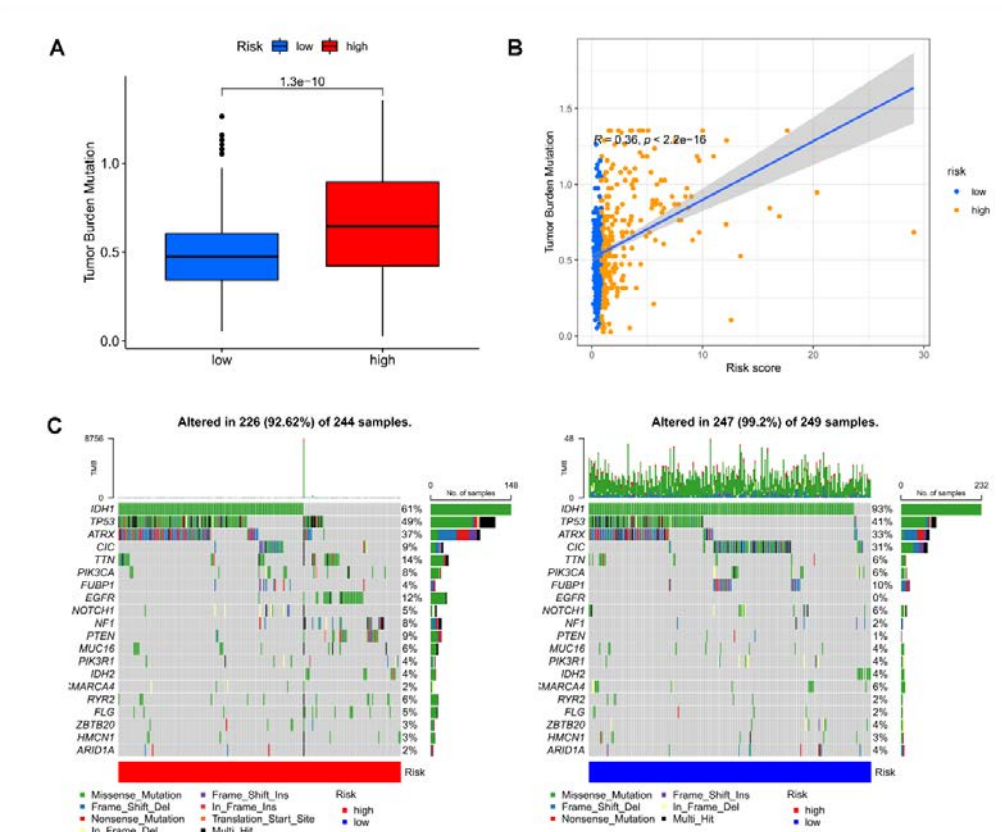 A
Risk low high
1.3e-10
Tumor Burden Mutation
1.0
0.5
0.0
low high
B
R = 0.36, p < 2.2e-16
Tumor Burden Mutation
1.5
1.0
0.5
0.0
0 10 20 30
Risk score
risk
low
high
C
Altered in 226 (92.62%) of 244 samples.
8756
TMB
0
0 148
No. of samples
IDH1 61%
TP53 49%
ATRX 37%
CIC 9%
TTN 14%
PIK3CA 8%
FUBP1 4%
EGFR 12%
NOTCH1 5%
NF1 8%
PTEN 9%
MUC16 6%
PIK3R1 4%
IDH2 4%
SMARCA4 2%
RYR2 6%
FLG 5%
ZBTB20 3%
HMCN1 3%
ARID1A 2%
Risk
Missense_Mutation Frame_Shift_Ins Risk
Frame_Shift_Del In_Frame_Ins high
Nonsense_Mutation Translation_Start_Site low
In_Frame_Del Multi_Hit
Altered in 247 (99.2%) of 249 samples.
48
TMB
0
0 232
No. of samples
IDH1 93%
TP53 41%
ATRX 33%
CIC 31%
TTN 6%
PIK3CA 6%
FUBP1 10%
EGFR 0%
NOTCH1 6%
NF1 2%
PTEN 1%
MUC16 4%
PIK3R1 4%
IDH2 4%
SMARCA4 6%
RYR2 2%
FLG 2%
ZBTB20 4%
HMCN1 3%
ARID1A 4%
Risk
Missense_Mutation Frame_Shift_Ins Risk
Frame_Shift_Del In_Frame_Del high
Nonsense_Mutation Multi_Hit low